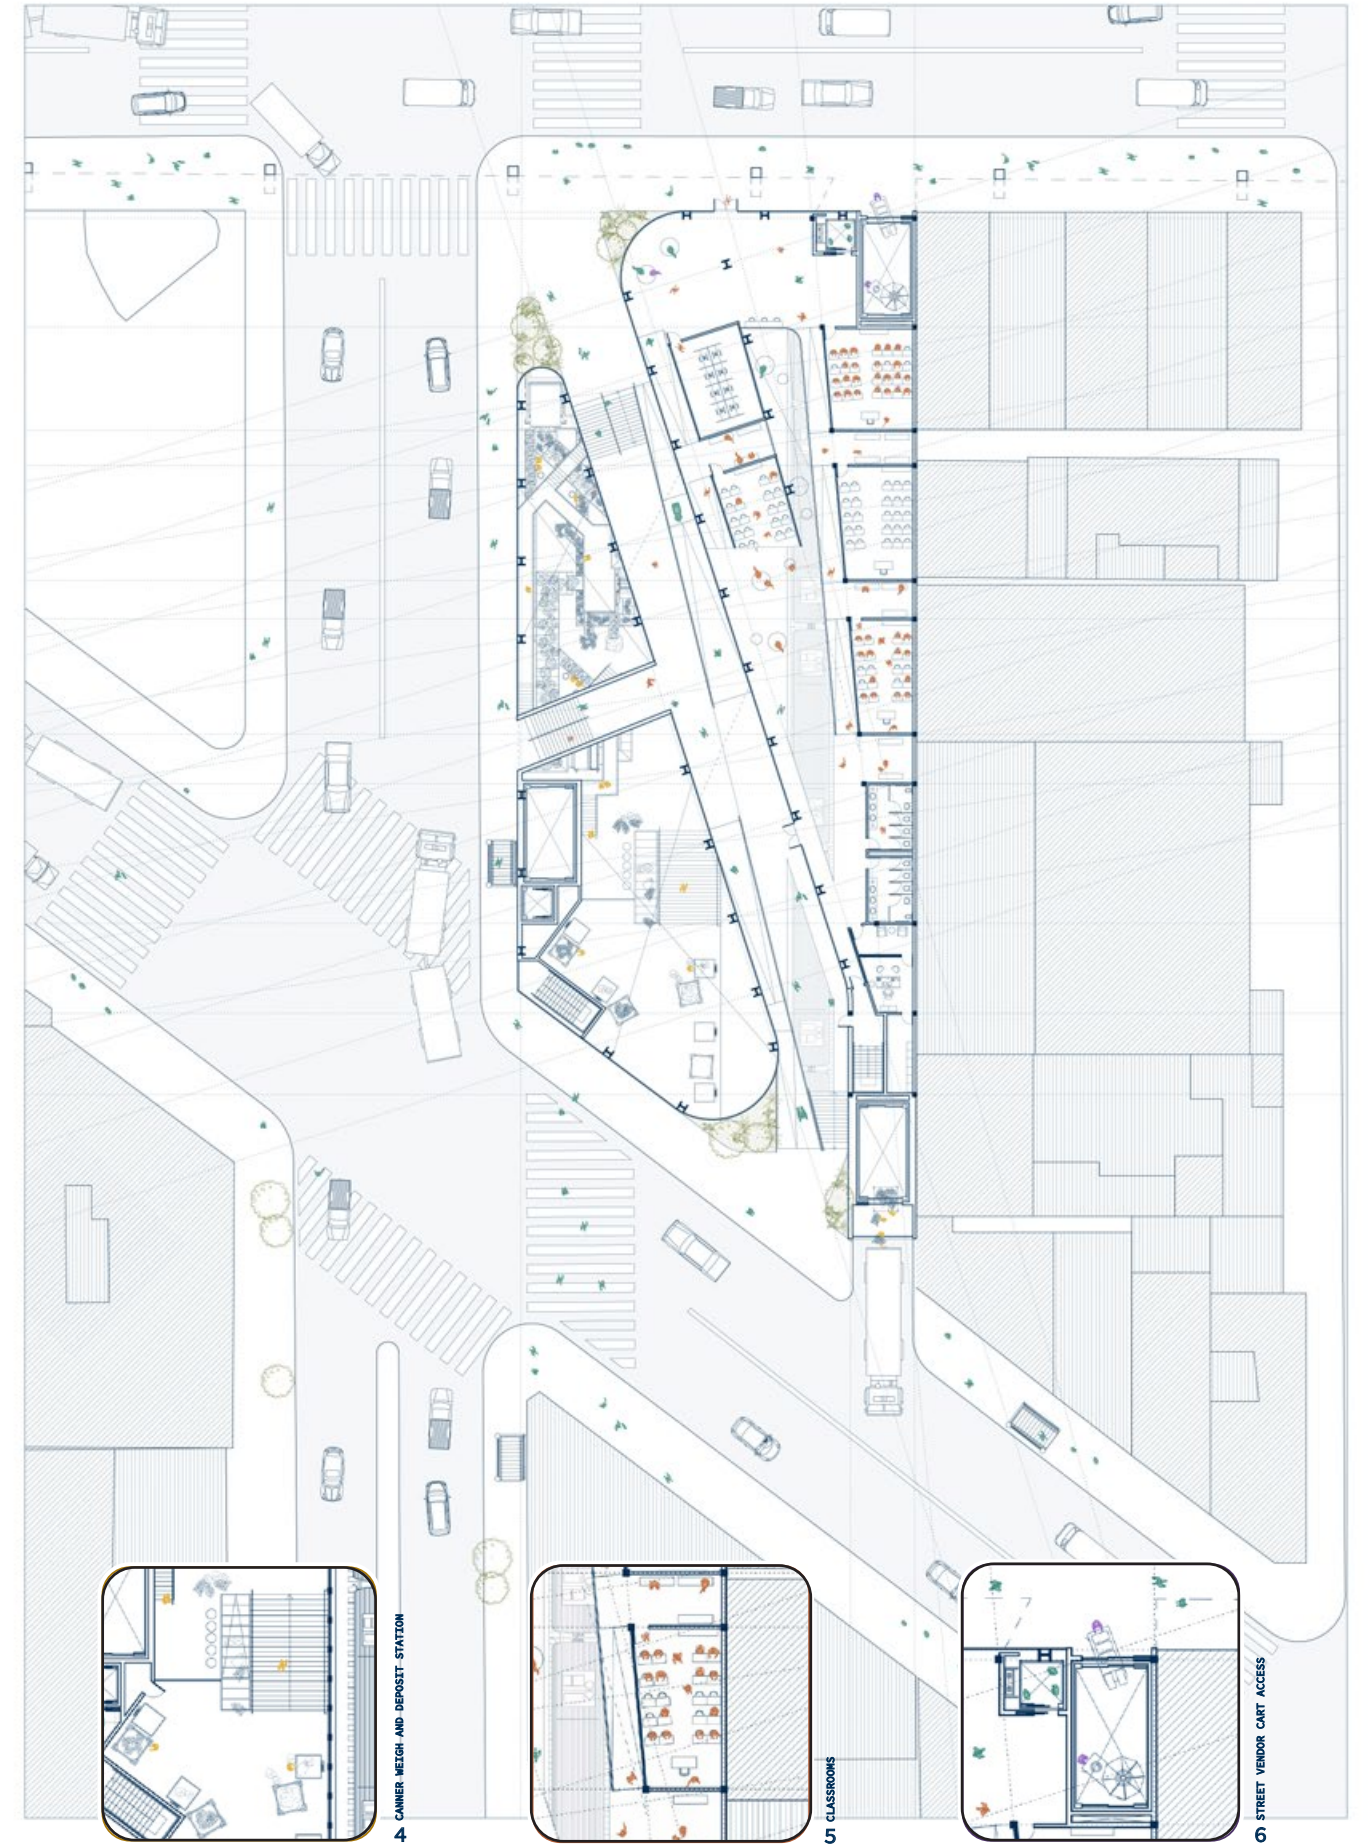 4 CANNER WEIGH AND DEPOSIT STATION
5 CLASSROOMS
6 STREET VENDOR CART ACCESS